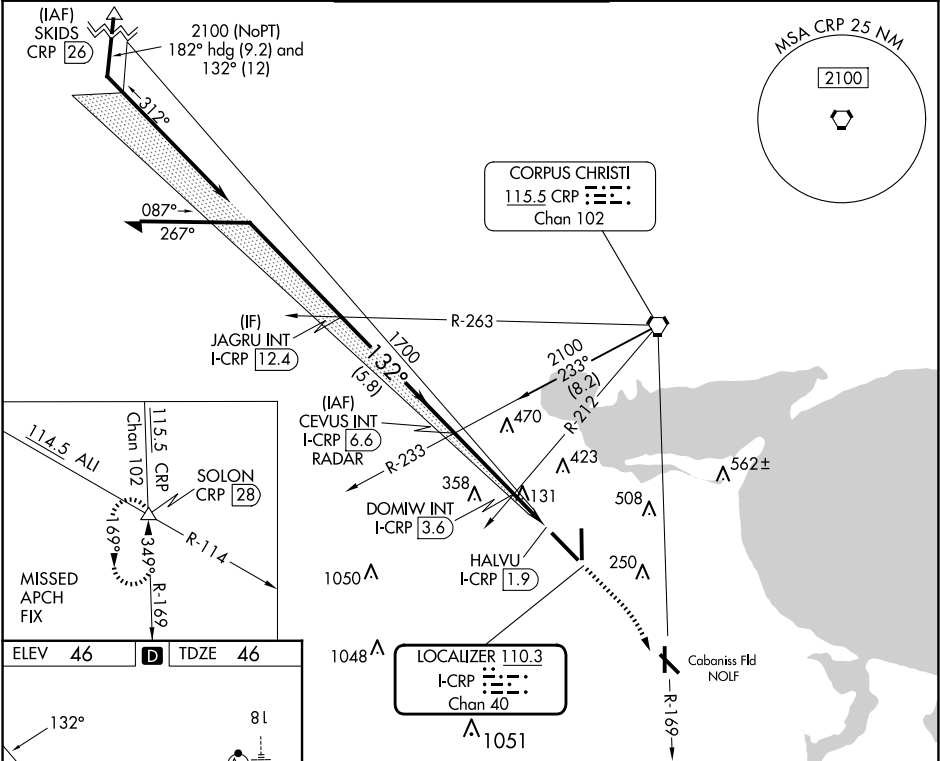 (IAF)
SKIDS
CRP 26
2100 (NoPT)
182° hdg (9.2) and
132° (12)
312°
MSA CRP 25 NM
2100
CORPUS CHRISTI
115.5 CRP
Chan 102
087°
267°
(IF)
JAGRU INT
I-CRP 12.4
R-263
1700
132°
(5.8)
2100
233°
(8.2)
R-212
(IAF)
CEVUS INT
I-CRP 6.6
RADAR
R-233
470
423
562±
358
131
508
DOMIW INT
I-CRP 3.6
HALVU
I-CRP 1.9
250
1050
1048
114.5 ALI
115.5 CRP
Chan 102
SOLON
CRP 28
169°
349°
R-114
R-169
MISSED
APCH
FIX
LOCALIZER 110.3
I-CRP
Chan 40
Cabaniss Fld
NOLF
R-169
1051
ELEV 46
D
TDZE 46
132°
18